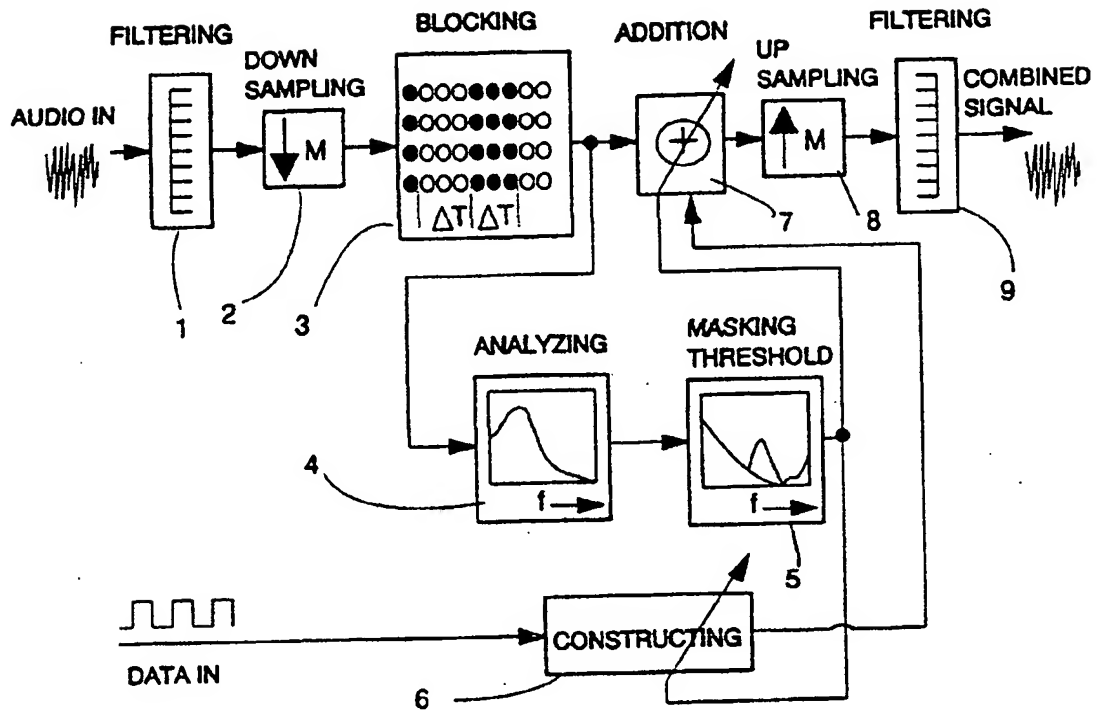 BLOCKING
FILTERING
FILTERING
DOWN
SAMPLING
ADDITION
UP
SAMPLING
COMBINED
SIGNAL
AUDIO IN
M
M
ΔT
ΔT
1
2
3
7
8
9
ANALYZING
MASKING
THRESHOLD
4
f
f
5
CONSTRUCTING
DATA IN
6